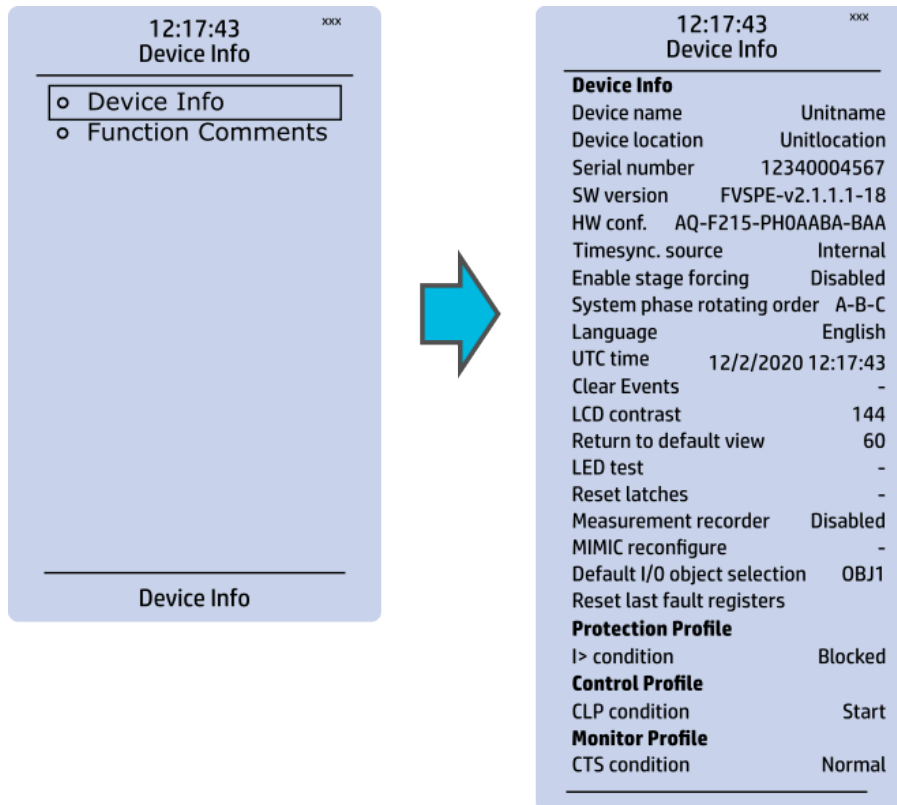 12:17:43 xxx
Device Info
Device Info
Function Comments
Device Info
12:17:43 xxx
Device Info
Device Info
Device name Unitname
Device location Unitlocation
Serial number 12340004567
SW version FVSPE-v2.1.1.1-18
HW conf. AQ-F215-PH0AABA-BAA
Timesync. source Internal
Enable stage forcing Disabled
System phase rotating order A-B-C
Language English
UTC time 12/2/2020 12:17:43
Clear Events -
LCD contrast 144
Return to default view 60
LED test -
Reset latches -
Measurement recorder Disabled
MIMIC reconfigure -
Default I/0 object selection OBJ1
Reset last fault registers
Protection Profile
I> condition Blocked
Control Profile
CLP condition Start
Monitor Profile
CTS condition Normal